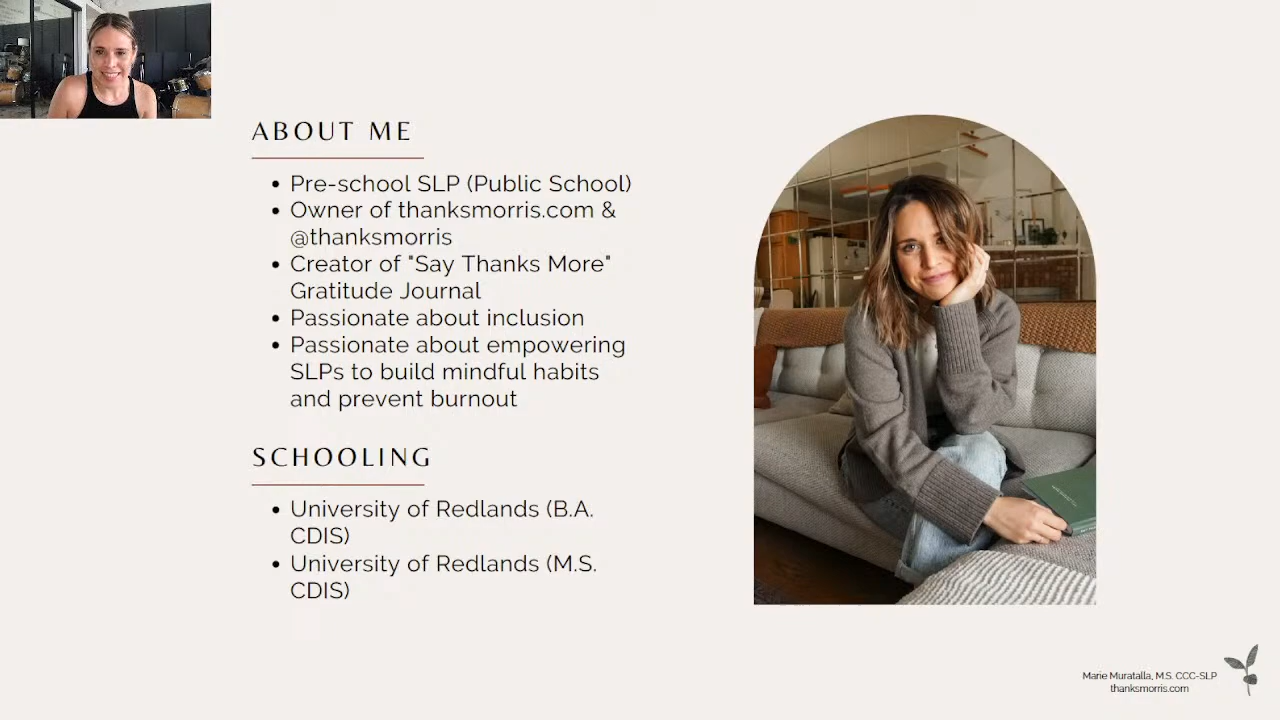 ABOUT ME
• Pre-school SLP (Public School)
• Owner of thanksmorris.com &
@thanksmorris
• Creator of "Say Thanks More"
Gratitude Journal
• Passionate about inclusion
• Passionate about empowering
SLPs to build mindful habits
and prevent burnout
SCHOOLING
• University of Redlands (B.A.
CDIS)
• University of Redlands (M.S.
CDIS)
Marie Muratalla, M.S. CCC-SLP
thanksmorris.com